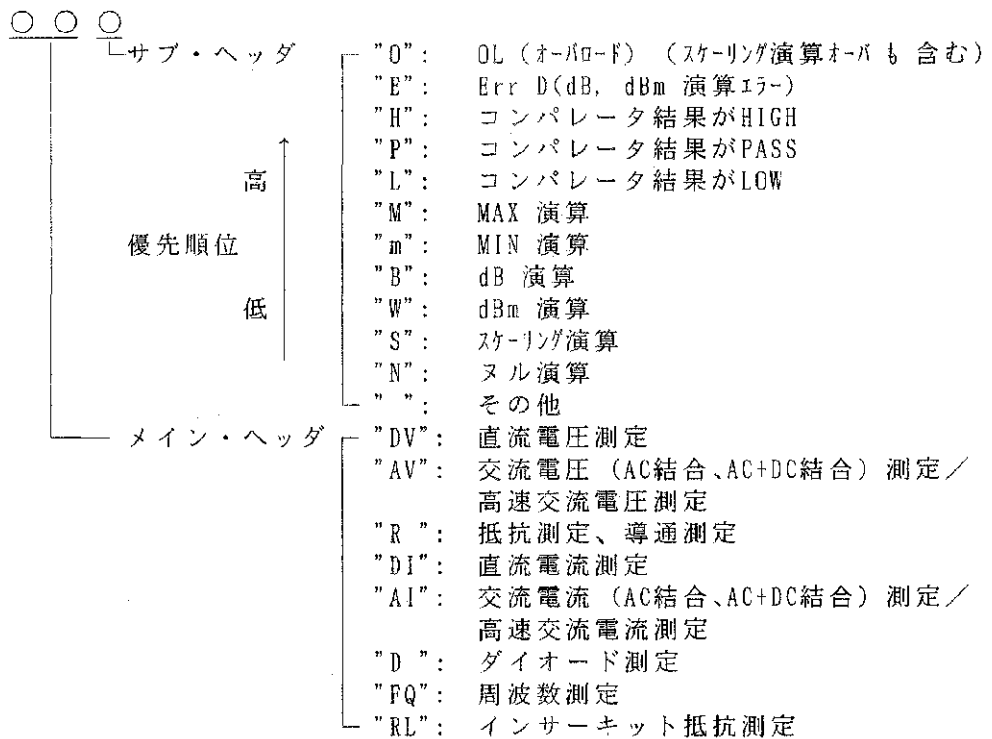 ○ ○ ○
サブ・ヘッダ "O": OL (オーバロード) (スケーリング演算オーバも含む)
"E": Err D(dB, dBm 演算エラー)
"H": コンパレータ結果がHIGH
"P": コンパレータ結果がPASS
高 "L": コンパレータ結果がLOW
"M": MAX 演算
優先順位 "m": MIN 演算
"B": dB 演算
低 "W": dBm 演算
"S": スケーリング演算
"N": ヌル演算
" ": その他
メイン・ヘッダ "DV": 直流電圧測定
"AV": 交流電圧 (AC結合、AC+DC結合) 測定／
高速交流電圧測定
"R ": 抵抗測定、導通測定
"DI": 直流電流測定
"AI": 交流電流 (AC結合、AC+DC結合) 測定／
高速交流電流測定
"D ": ダイオード測定
"FQ": 周波数測定
"RL": インサーキット抵抗測定